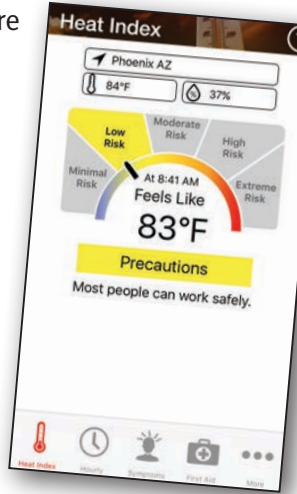 re
Heat Index
Phoenix AZ
84°F
37%
Minimal
Risk
Low
Risk
Moderate
Risk
High
Risk
Extreme
Risk
At 8:41 AM
Feels Like
83°F
Precautions
Most people can work safely.
Heat Index
Hourly
Symptoms
First Aid
More